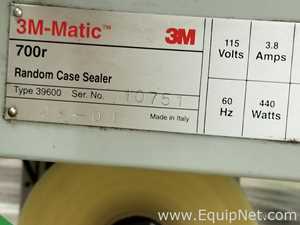 3M-Matic™ 3M
700r
Random Case Sealer
Type 39600 Ser. No. 10751
Made in Italy
115 Volts
3.8 Amps
60 Hz
440 Watts
www.EquipNet.com